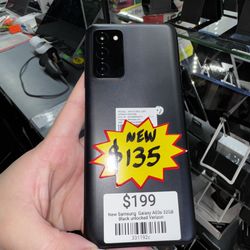 NEW
$135
$199
New Samsung Galaxy A03s 32GB
Black unlocked Verizon